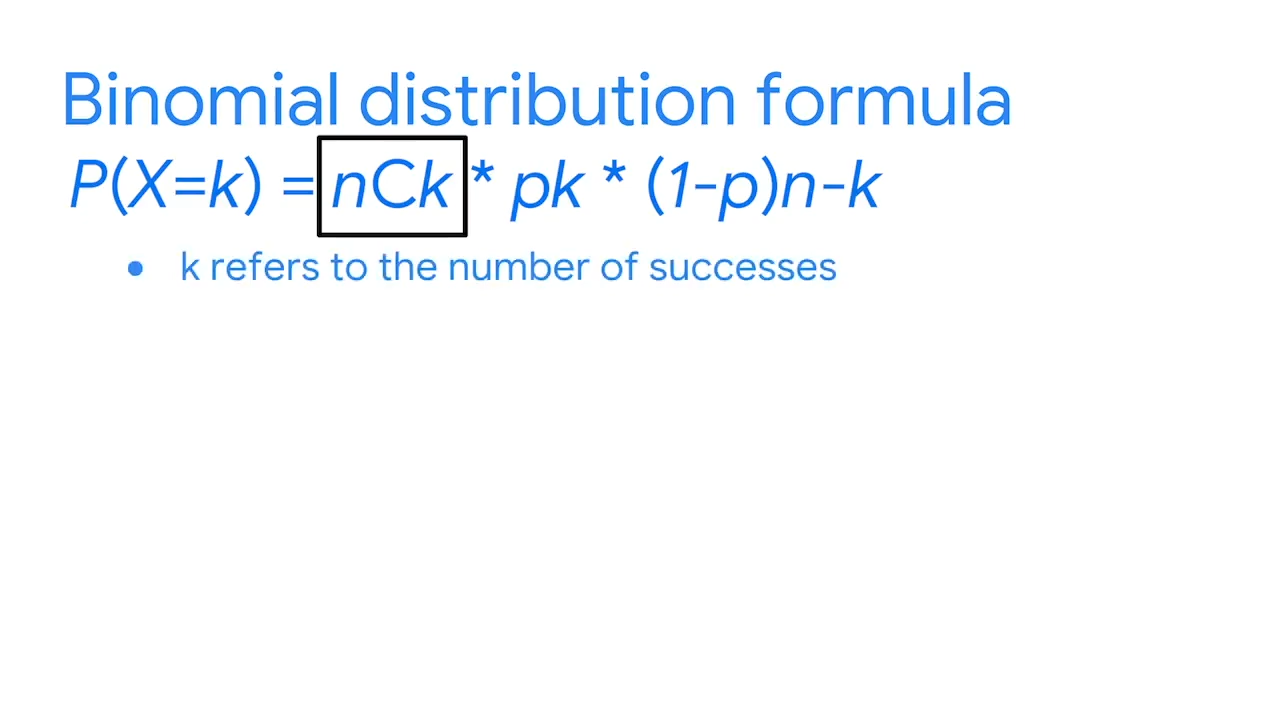 Binomial distribution formula
P(X=k) = nCk * pk * (1-p)n-k
• k refers to the number of successes